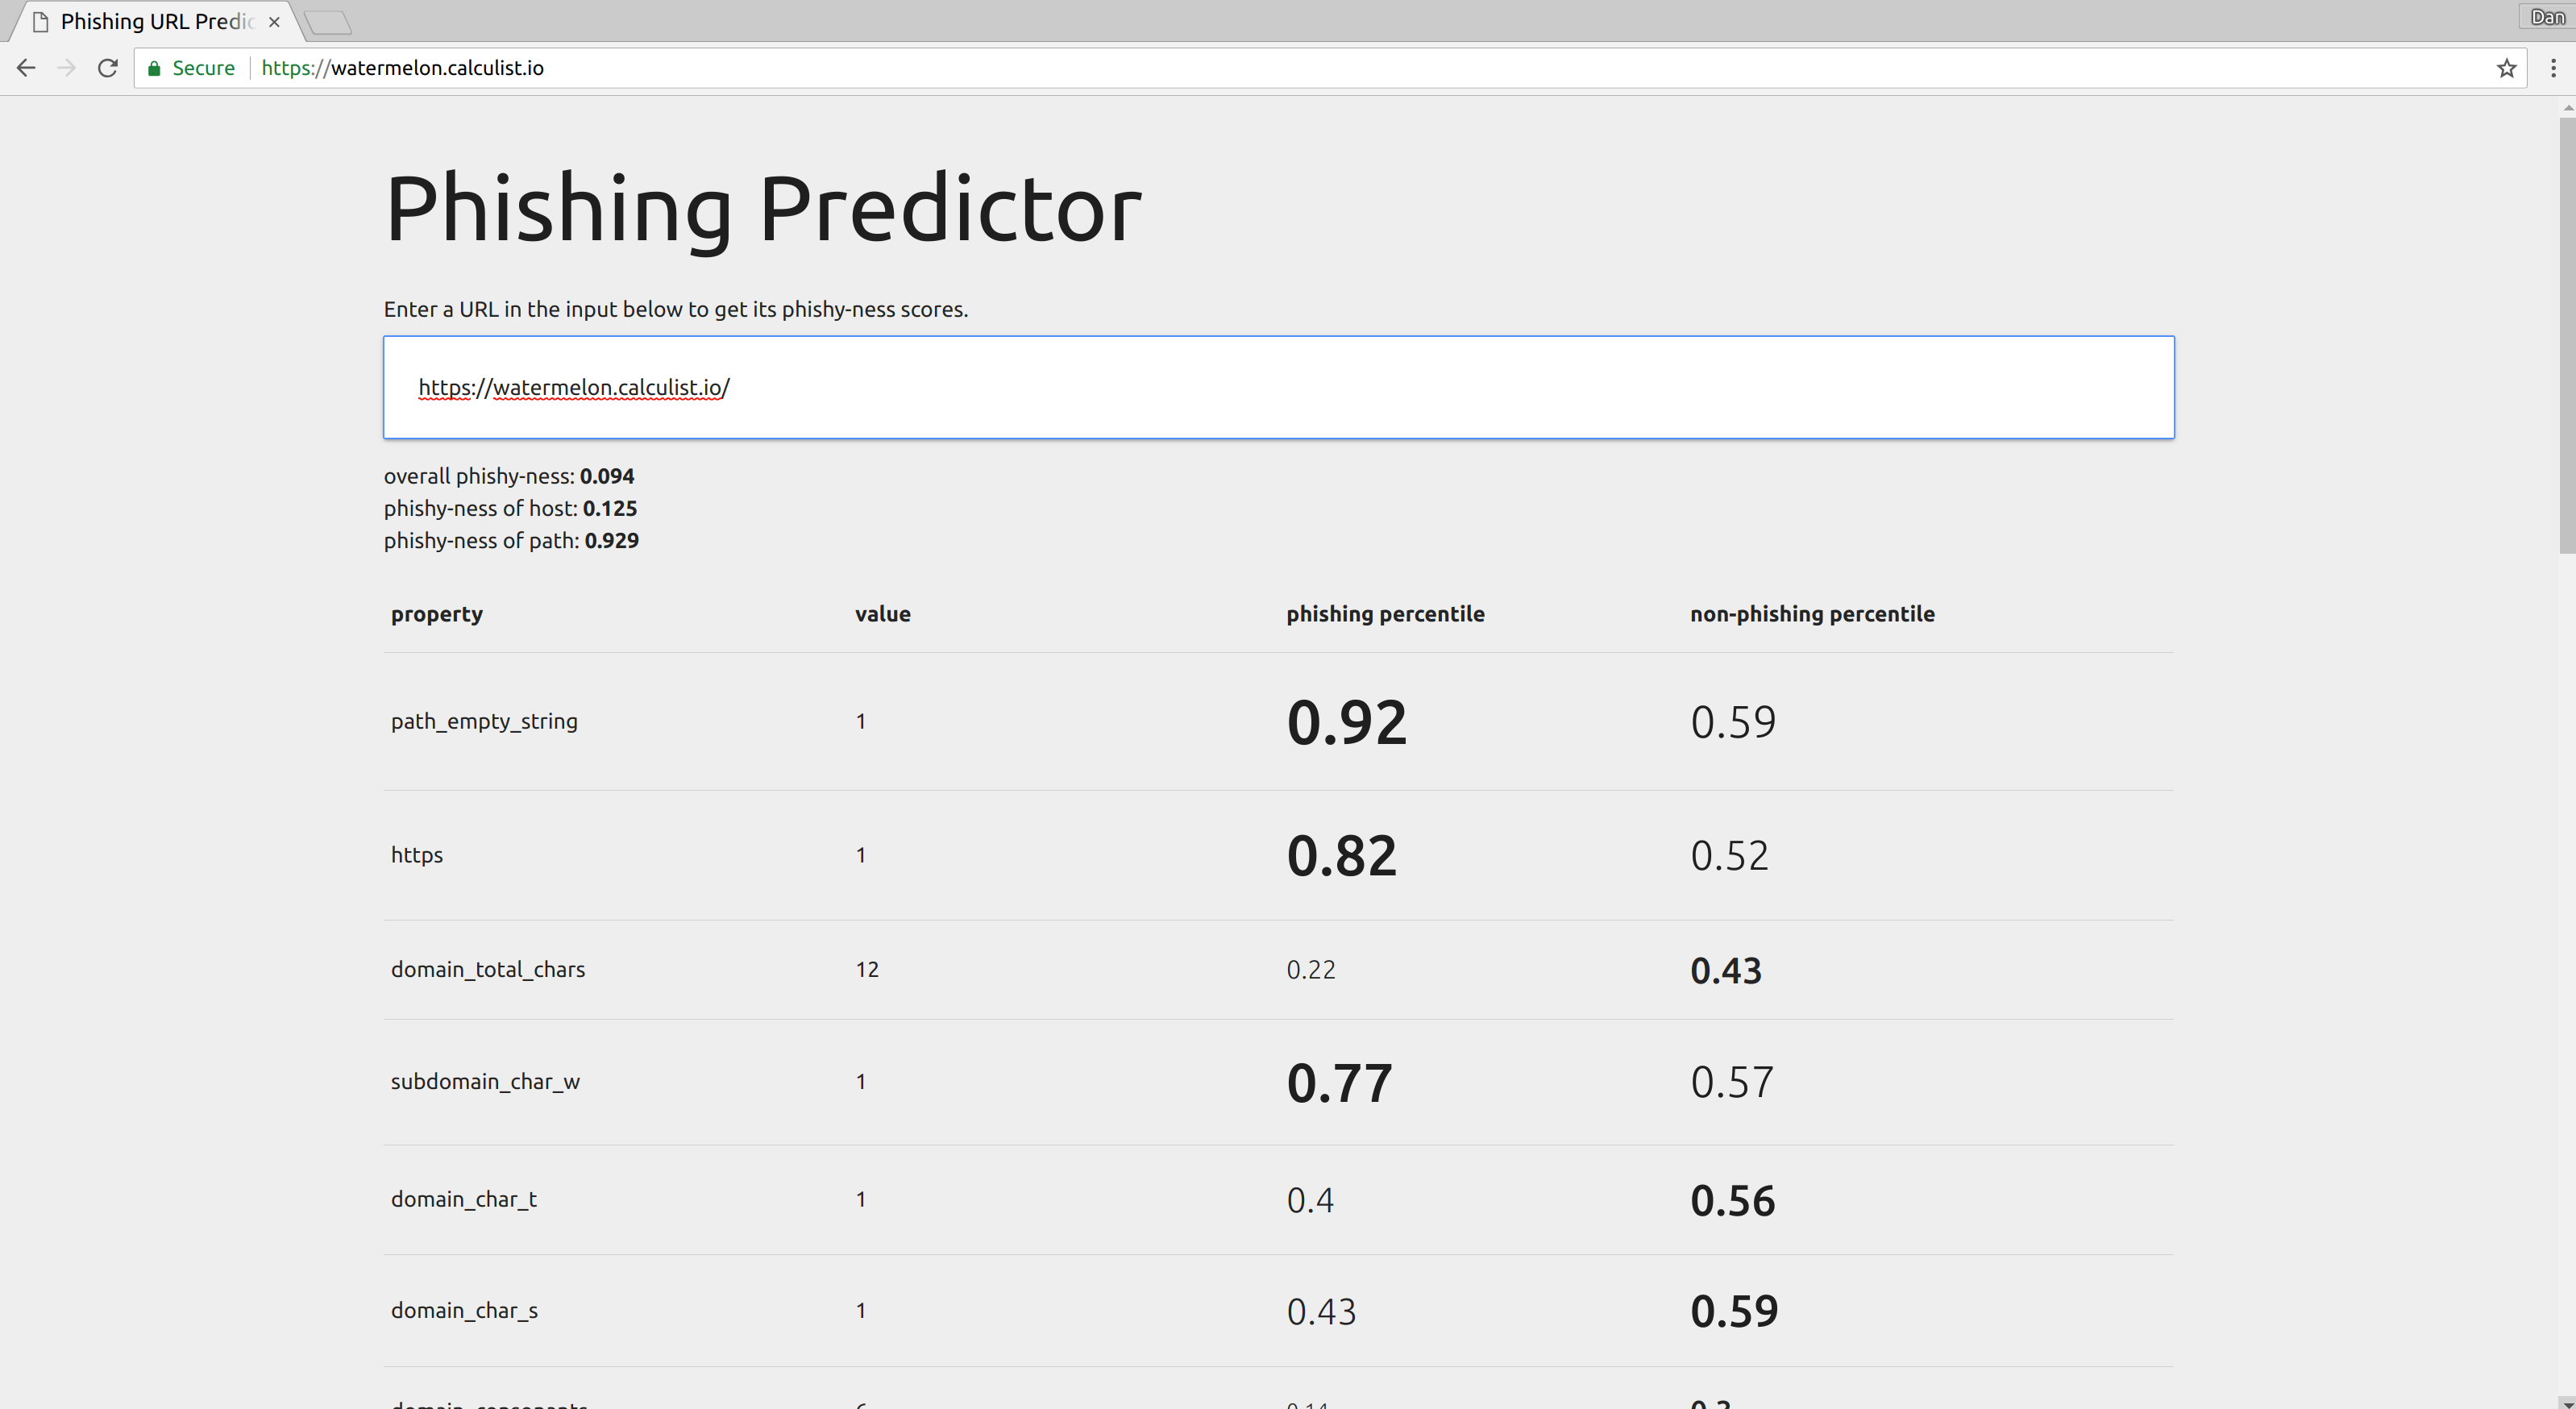 Phishing URL Predic
Dan
Secure
https://watermelon.calculist.io
Phishing Predictor
Enter a URL in the input below to get its phishy-ness scores.
https://watermelon.calculist.io/
overall phishy-ness: 0.094
phishy-ness of host: 0.125
phishy-ness of path: 0.929
property value phishing percentile non-phishing percentile
path_empty_string 1 0.92 0.59
https 1 0.82 0.52
domain_total_chars 12 0.22 0.43
subdomain_char_w 1 0.77 0.57
domain_char_t 1 0.4 0.56
domain_char_s 1 0.43 0.59